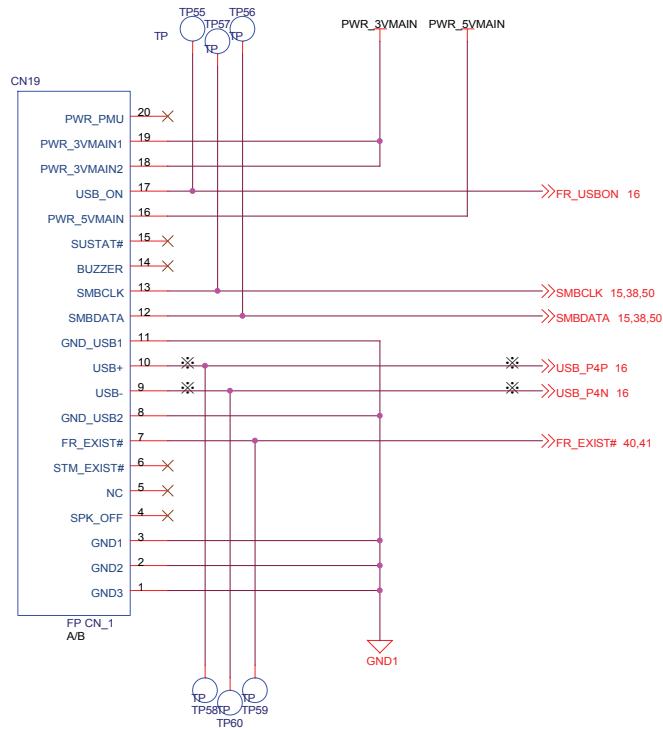 TP55
TP56
TP57
TP
TP
TP
PWR_3VMAIN
PWR_5VMAIN
CN19
PWR_PMU 20
PWR_3VMAIN1 19
PWR_3VMAIN2 18
USB_ON 17
FR_USBON 16
PWR_5VMAIN 16
SUSTAT# 15
BUZZER 14
SMBCLK 13
SMBCLK 15,38,50
SMBDATA 12
SMBDATA 15,38,50
GND_USB1 11
USB+ 10 ※ ※
USB_P4P 16
USB- 9 ※ ※
USB_P4N 16
GND_USB2 8
FR_EXIST# 7
FR_EXIST# 40,41
STM_EXIST# 6
NC 5
SPK_OFF 4
GND1 3
GND2 2
GND3 1
FP CN_1
A/B
GND1
TP
TP
TP
TP58
TP59
TP60